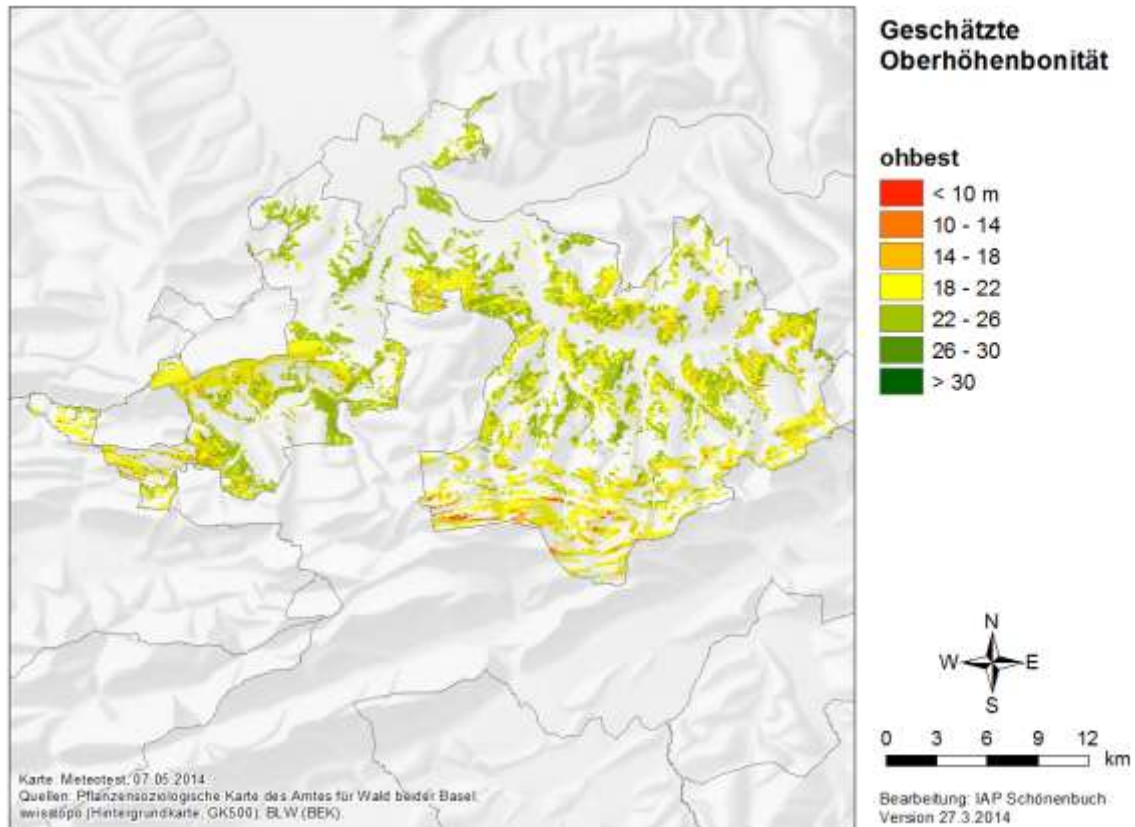 Geschätzte
Oberhöhenbonität
ohbest
< 10 m
10 - 14
14 - 18
18 - 22
22 - 26
26 - 30
> 30
N
W E
S
0 3 6 9 12
km
Karte: Meteotest, 07.05.2014
Quellen: Pflanzensoziologische Karte des Amtes für Wald beider Basel
swisstopo (Hintergrundkarte: GK500); BLW (BEK).
Bearbeitung: IAP Schönenbuch
Version 27.3.2014